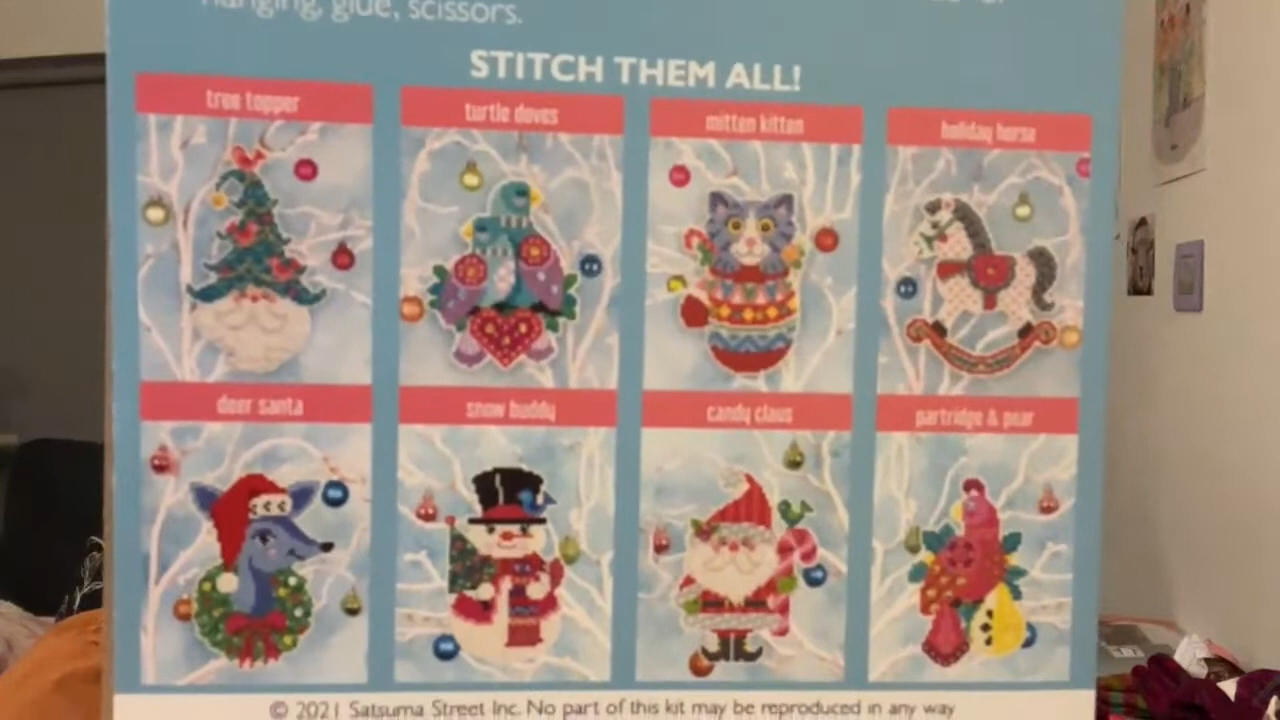 hanging, glue, scissors.
STITCH THEM ALL!
tree topper
turtle doves
mitten kitten
holiday horse
deer santa
snow buddy
candy claus
partridge & pear
© 2021 Satsuma Street Inc. No part of this kit may be reproduced in any way